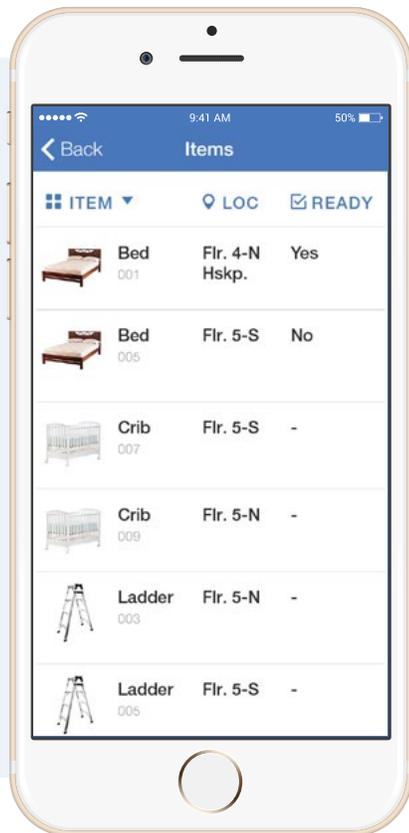 9:41 AM 50%
Back Items
ITEM LOC READY
Bed Flr. 4-N Yes
001 Hskp.
Bed Flr. 5-S No
005
Crib Flr. 5-S -
007
Crib Flr. 5-N -
009
Ladder Flr. 5-N -
003
Ladder Flr. 5-S -
005